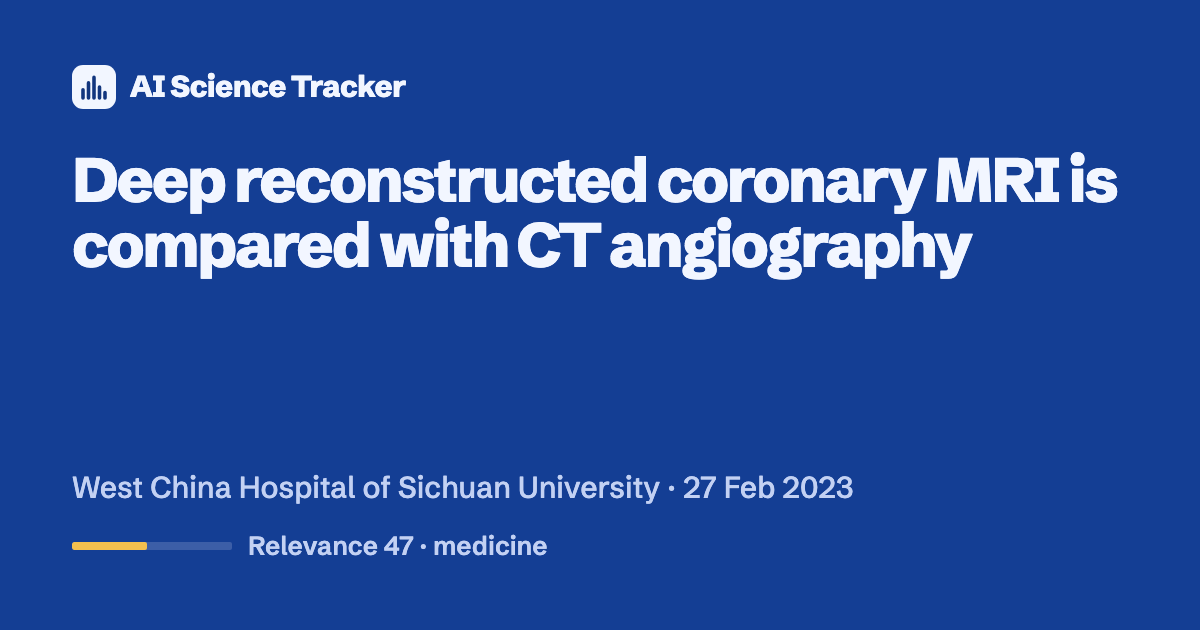 AI Science Tracker
Deep reconstructed coronary MRI is
compared with CT angiography
West China Hospital of Sichuan University · 27 Feb 2023
Relevance 47 · medicine